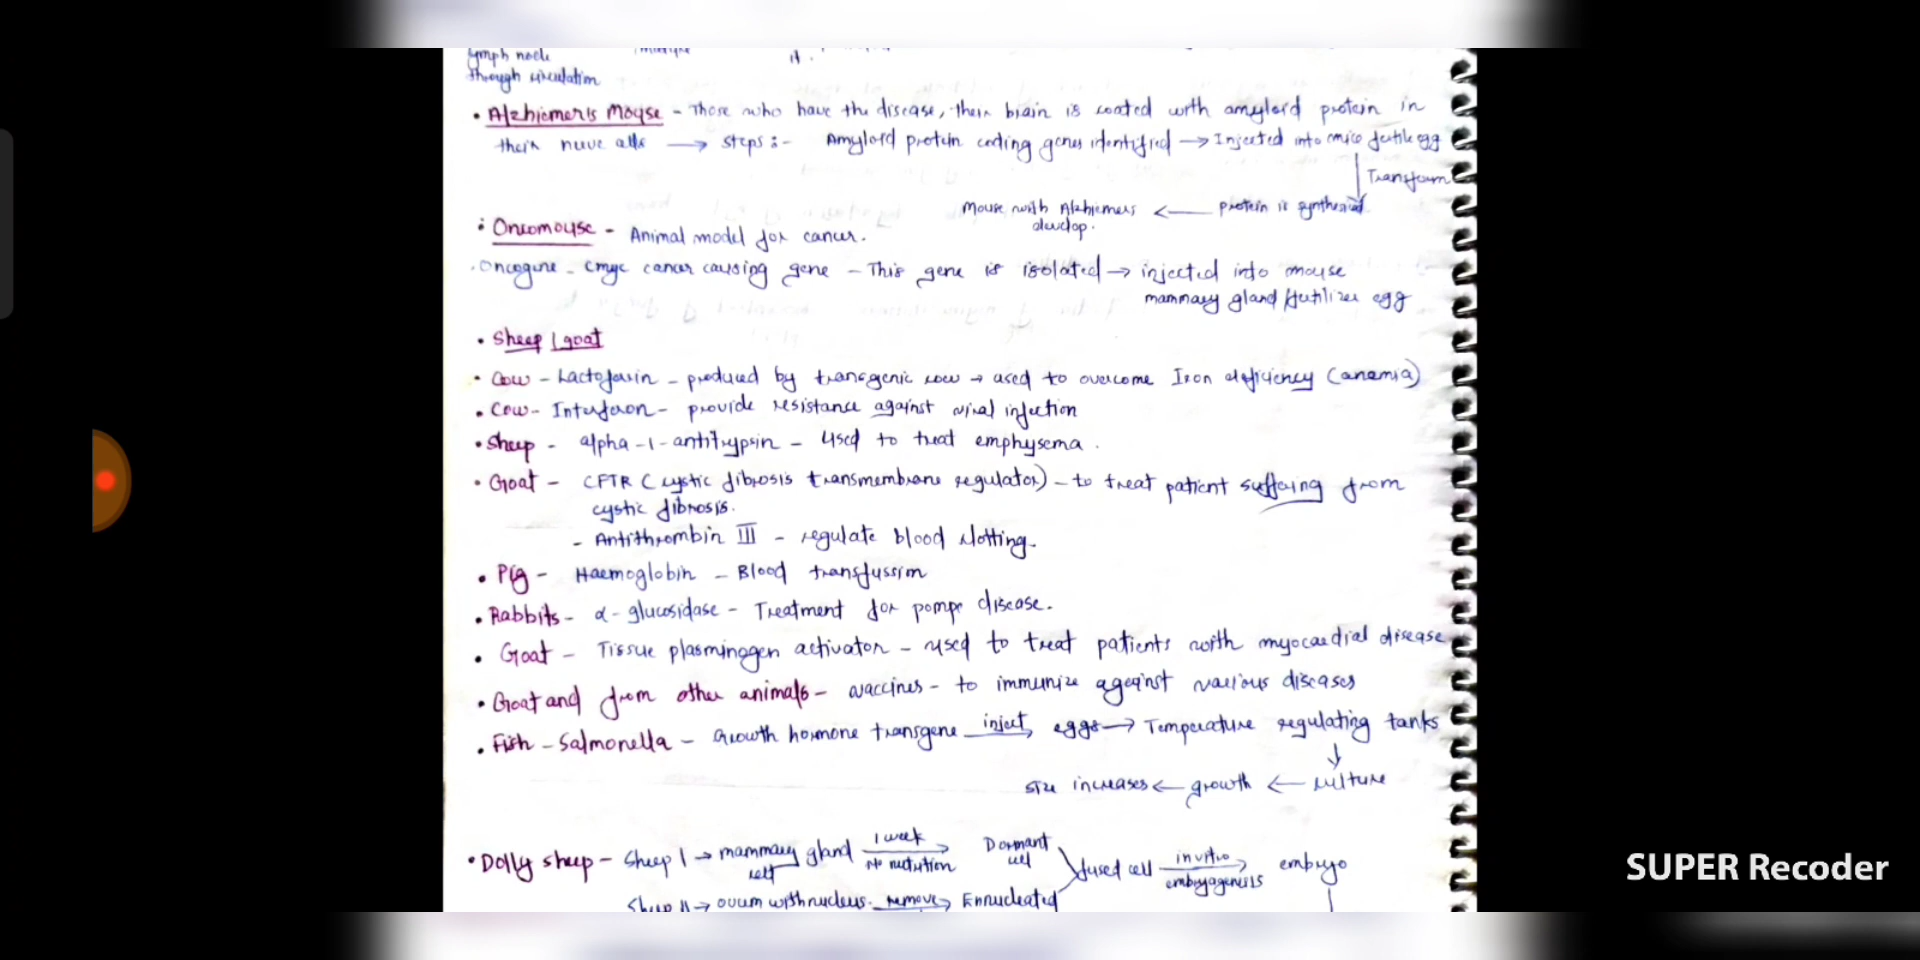 lymph node
through circulation
• Alzhiemer's Mouse - Those who have the disease, their brain is coated with amyloid protein in
their nerve cells → steps :- Amyloid protein coding genes identified → Injected into mice fertile egg
Transform
Mouse with Alzhiemers ← protein is synthesized
develop.
• Oncomouse - Animal model for cancer.
• Oncogene - cmyc cancer causing gene - This gene is isolated → injected into mouse
mammary gland/fertilizer egg
• Sheep | goat
• Cow - Lactoferin - produced by transgenic cow → used to overcome Iron deficiency (anemia)
• Cow - Interferon - provide resistance against viral infection
• Sheep - alpha-1-antitrypsin - Used to treat emphysema.
• Goat - CFTR (cystic fibrosis transmembrane regulator) - to treat patient suffering from
cystic fibrosis.
- Antithrombin III - regulate blood clotting.
• Pig - Haemoglobin - Blood transfussion
• Rabbits - α-glucosidase - Treatment for pompe disease.
• Goat - Tissue plasminogen activator - used to treat patients with myocardial disease
• Goat and from other animals - vaccines - to immunize against various diseases
• Fish - Salmonella - Growth hormone transgene inject → eggs → Temperature regulating tanks
↓
size increases ← growth ← culture
• Dolly sheep - Sheep I → mammary gland cell 1 week No nutrition → Dormant cell fused cell invitro embryogenesis → embryo
Sheep II → ovum with nucleus. remove → Ennucleated
SUPER Recoder